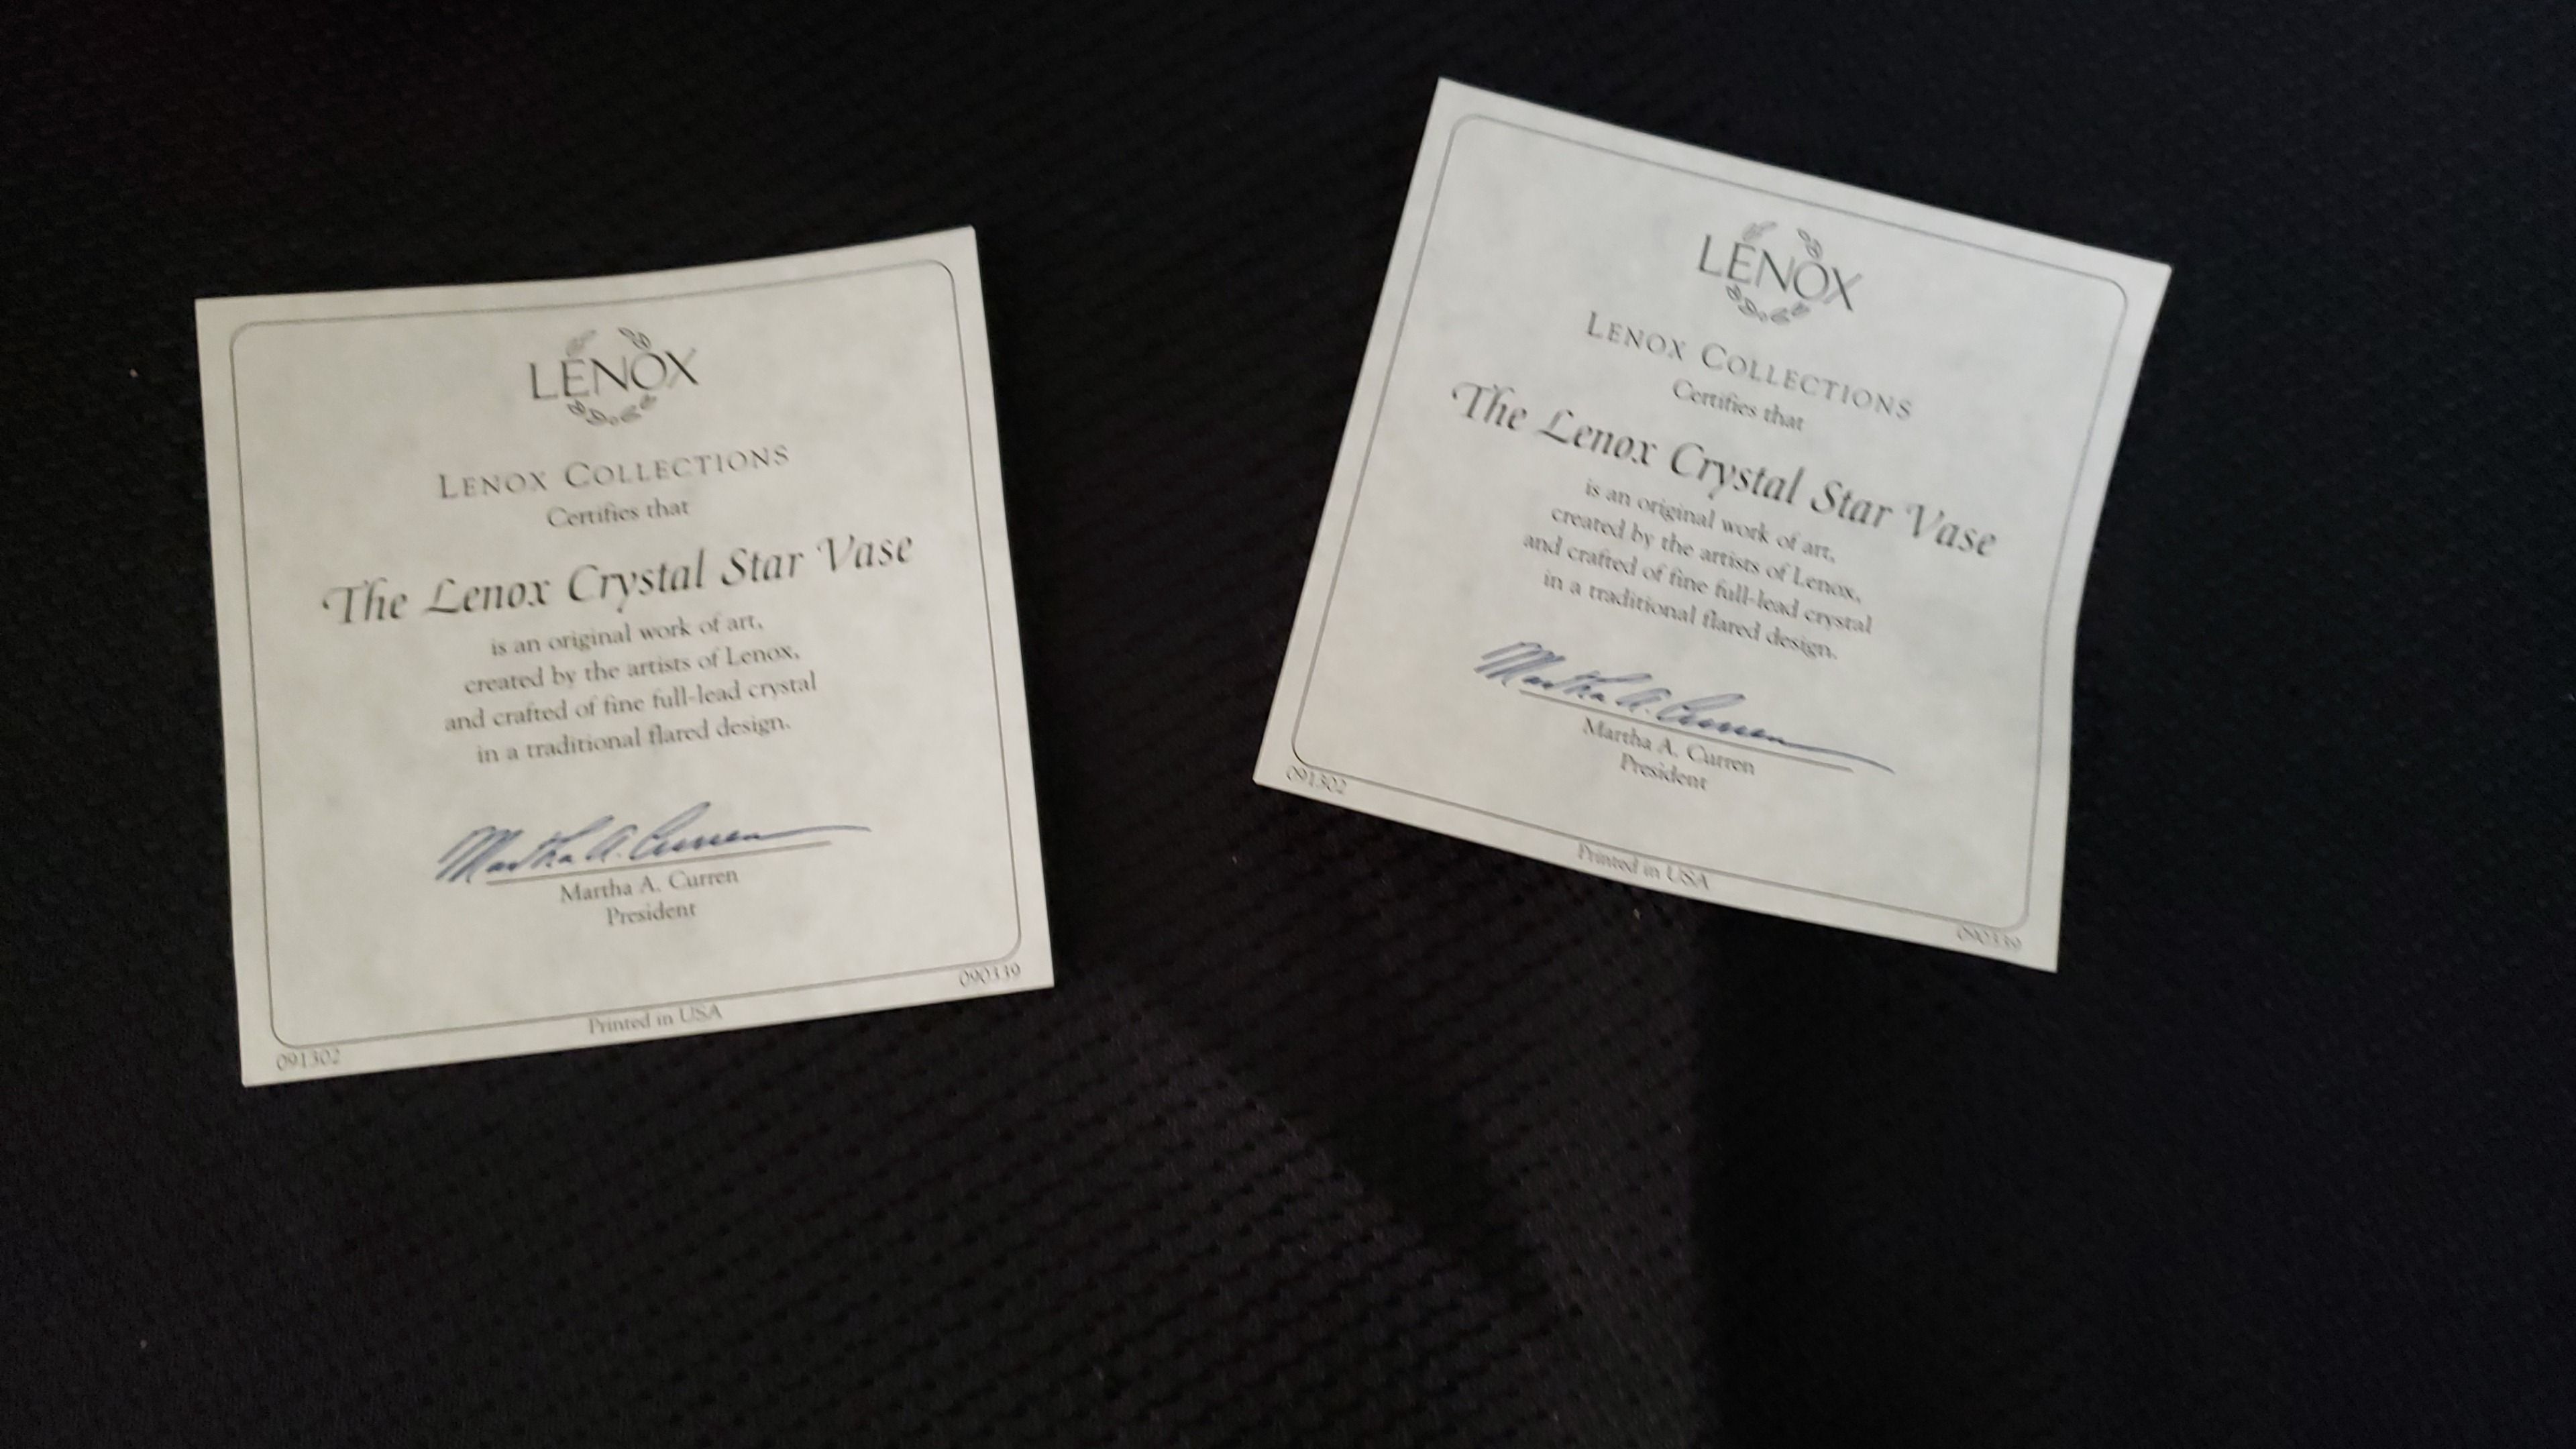 LENOX
LENOX COLLECTIONS
Certifies that
The Lenox Crystal Star Vase
is an original work of art,
created by the artists of Lenox,
and crafted of fine full-lead crystal
in a traditional flared design.
Martha A. Curren
Martha A. Curren
President
090339
Printed in USA
091302
LENOX
LENOX COLLECTIONS
Certifies that
The Lenox Crystal Star Vase
is an original work of art,
created by the artists of Lenox,
and crafted of fine full-lead crystal
in a traditional flared design.
Martha A. Curren
Martha A. Curren
President
091302
Printed in USA
090339